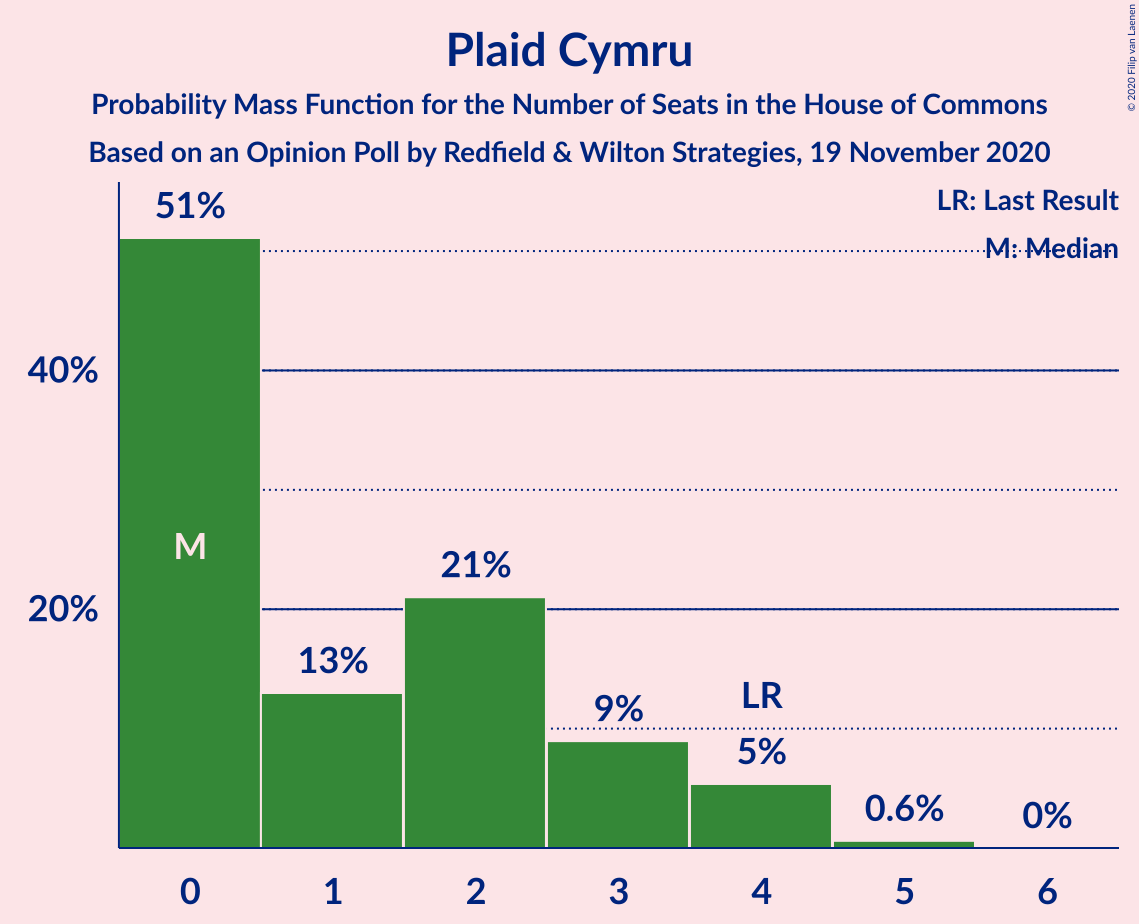 Plaid Cymru
Probability Mass Function for the Number of Seats in the House of Commons
Based on an Opinion Poll by Redfield & Wilton Strategies, 19 November 2020
© 2020 Filip van Laenen
LR: Last Result
M: Median
51%
40%
20%
M
13%
21%
9%
LR
5%
0.6%
0%
0 1 2 3 4 5 6